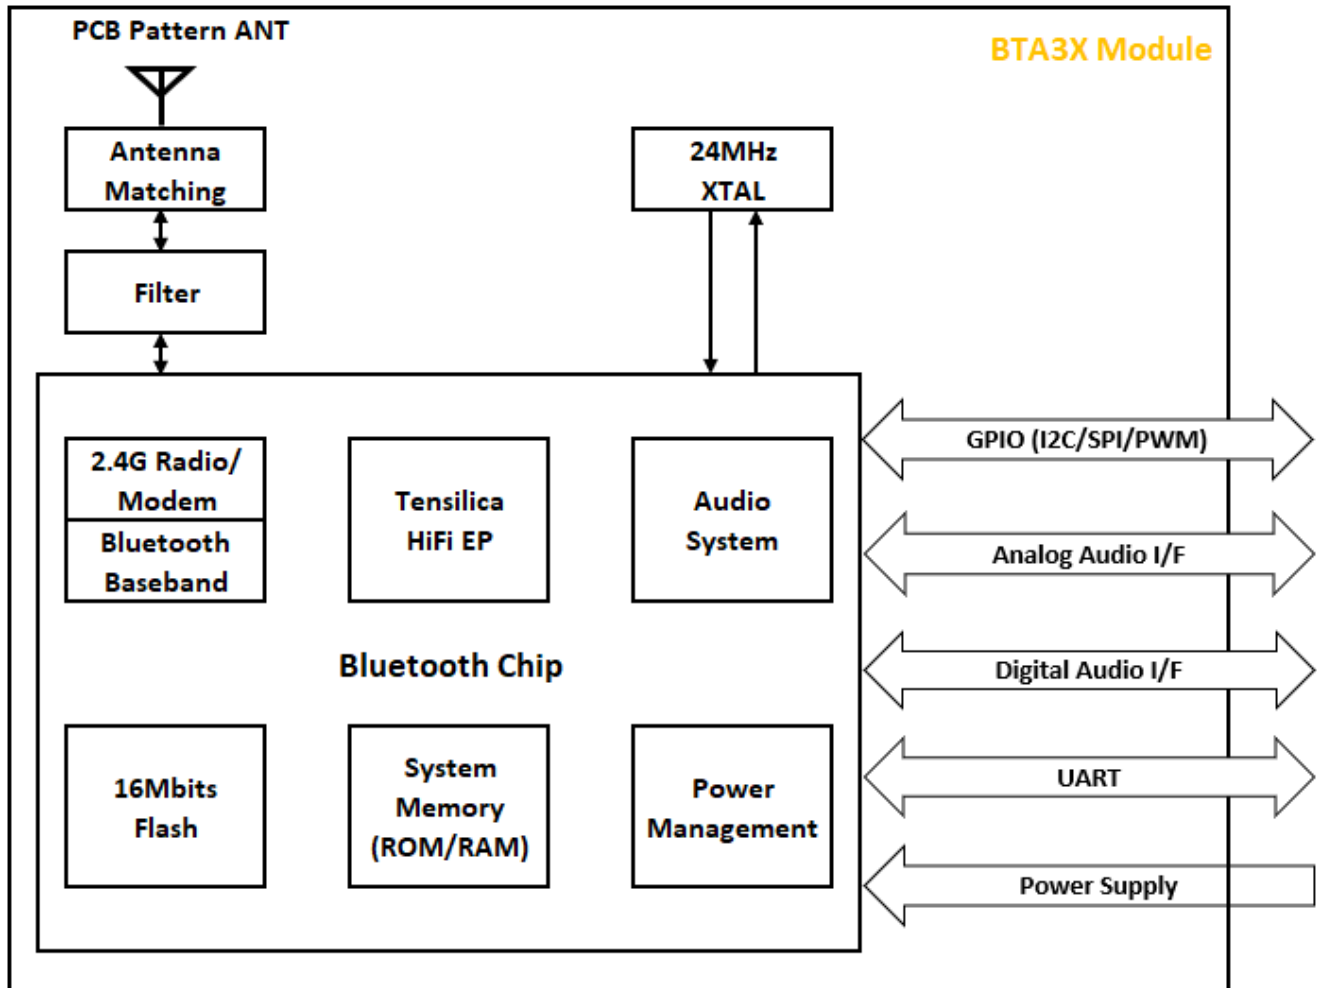 PCB Pattern ANT
BTA3X Module
Antenna
Matching
24MHz
XTAL
Filter
2.4G Radio/
Modem
Bluetooth
Baseband
Tensilica
HiFi EP
Audio
System
GPIO (I2C/SPI/PWM)
Analog Audio I/F
Bluetooth Chip
Digital Audio I/F
16Mbits
Flash
System
Memory
(ROM/RAM)
Power
Management
UART
Power Supply